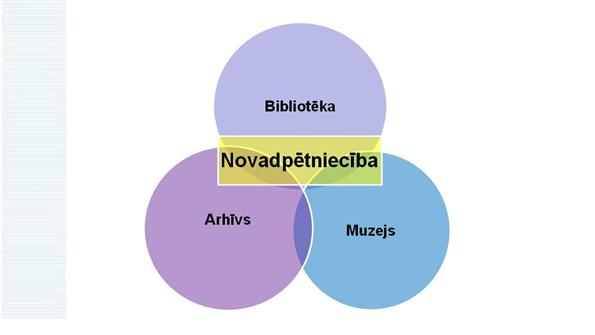 Bibliotēka
Novadpētniecība
Arhīvs
Muzejs